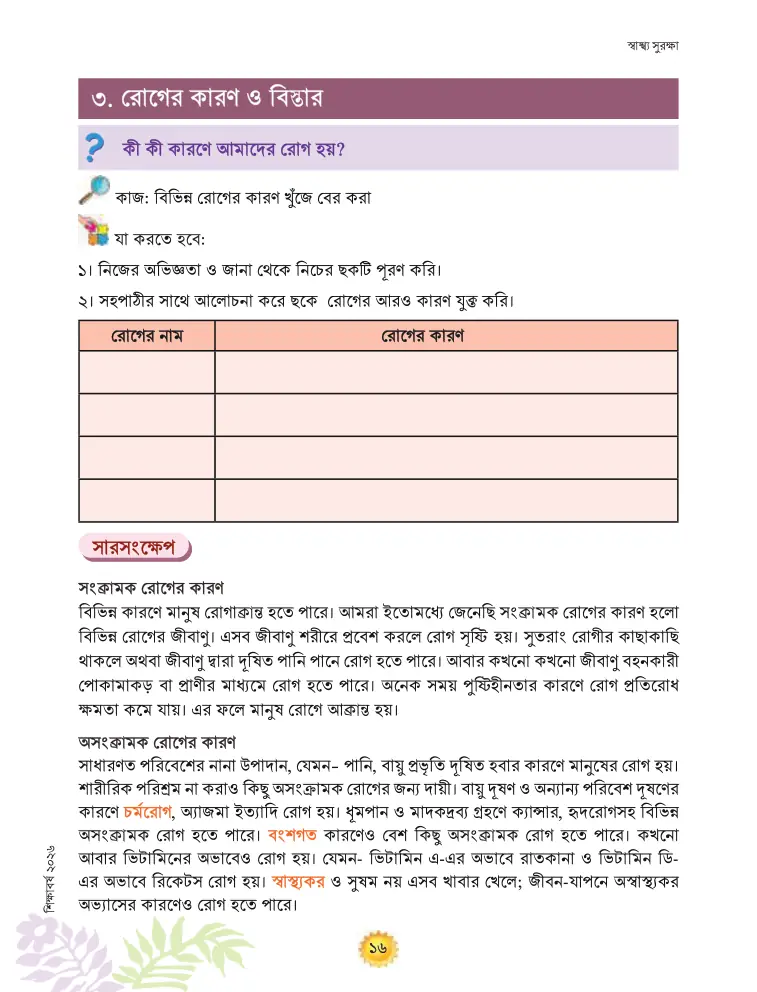 স্বাস্থ্য সুরক্ষা
৩. রোগের কারণ ও বিস্তার
? কী কী কারণে আমাদের রোগ হয়?
কাজ: বিভিন্ন রোগের কারণ খুঁজে বের করা
যা করতে হবে:
১। নিজের অভিজ্ঞতা ও জানা থেকে নিচের ছকটি পূরণ করি।
২। সহপাঠীর সাথে আলোচনা করে ছকে রোগের আরও কারণ যুক্ত করি।
রোগের নাম রোগের কারণ
সারসংক্ষেপ
সংক্রামক রোগের কারণ
বিভিন্ন কারণে মানুষ রোগাক্রান্ত হতে পারে। আমরা ইতোমধ্যে জেনেছি সংক্রামক রোগের কারণ হলো
বিভিন্ন রোগের জীবাণু। এসব জীবাণু শরীরে প্রবেশ করলে রোগ সৃষ্টি হয়। সুতরাং রোগীর কাছাকাছি
থাকলে অথবা জীবাণু দ্বারা দূষিত পানি পানে রোগ হতে পারে। আবার কখনো কখনো জীবাণু বহনকারী
পোকামাকড় বা প্রাণীর মাধ্যমে রোগ হতে পারে। অনেক সময় পুষ্টিহীনতার কারণে রোগ প্রতিরোধ
ক্ষমতা কমে যায়। এর ফলে মানুষ রোগে আক্রান্ত হয়।
অসংক্রামক রোগের কারণ
সাধারণত পরিবেশের নানা উপাদান, যেমন– পানি, বায়ু প্রভৃতি দূষিত হবার কারণে মানুষের রোগ হয়।
শারীরিক পরিশ্রম না করাও কিছু অসংক্রামক রোগের জন্য দায়ী। বায়ু দূষণ ও অন্যান্য পরিবেশ দূষণের
কারণে চর্মরোগ, অ্যাজমা ইত্যাদি রোগ হয়। ধূমপান ও মাদকদ্রব্য গ্রহণে ক্যান্সার, হৃদরোগসহ বিভিন্ন
অসংক্রামক রোগ হতে পারে। বংশগত কারণেও বেশ কিছু অসংক্রামক রোগ হতে পারে। কখনো
আবার ভিটামিনের অভাবেও রোগ হয়। যেমন- ভিটামিন এ-এর অভাবে রাতকানা ও ভিটামিন ডি-
এর অভাবে রিকেটস রোগ হয়। স্বাস্থ্যকর ও সুষম নয় এসব খাবার খেলে; জীবন-যাপনে অস্বাস্থ্যকর
অভ্যাসের কারণেও রোগ হতে পারে।
শিক্ষাবর্ষ ২০২৬
১৬